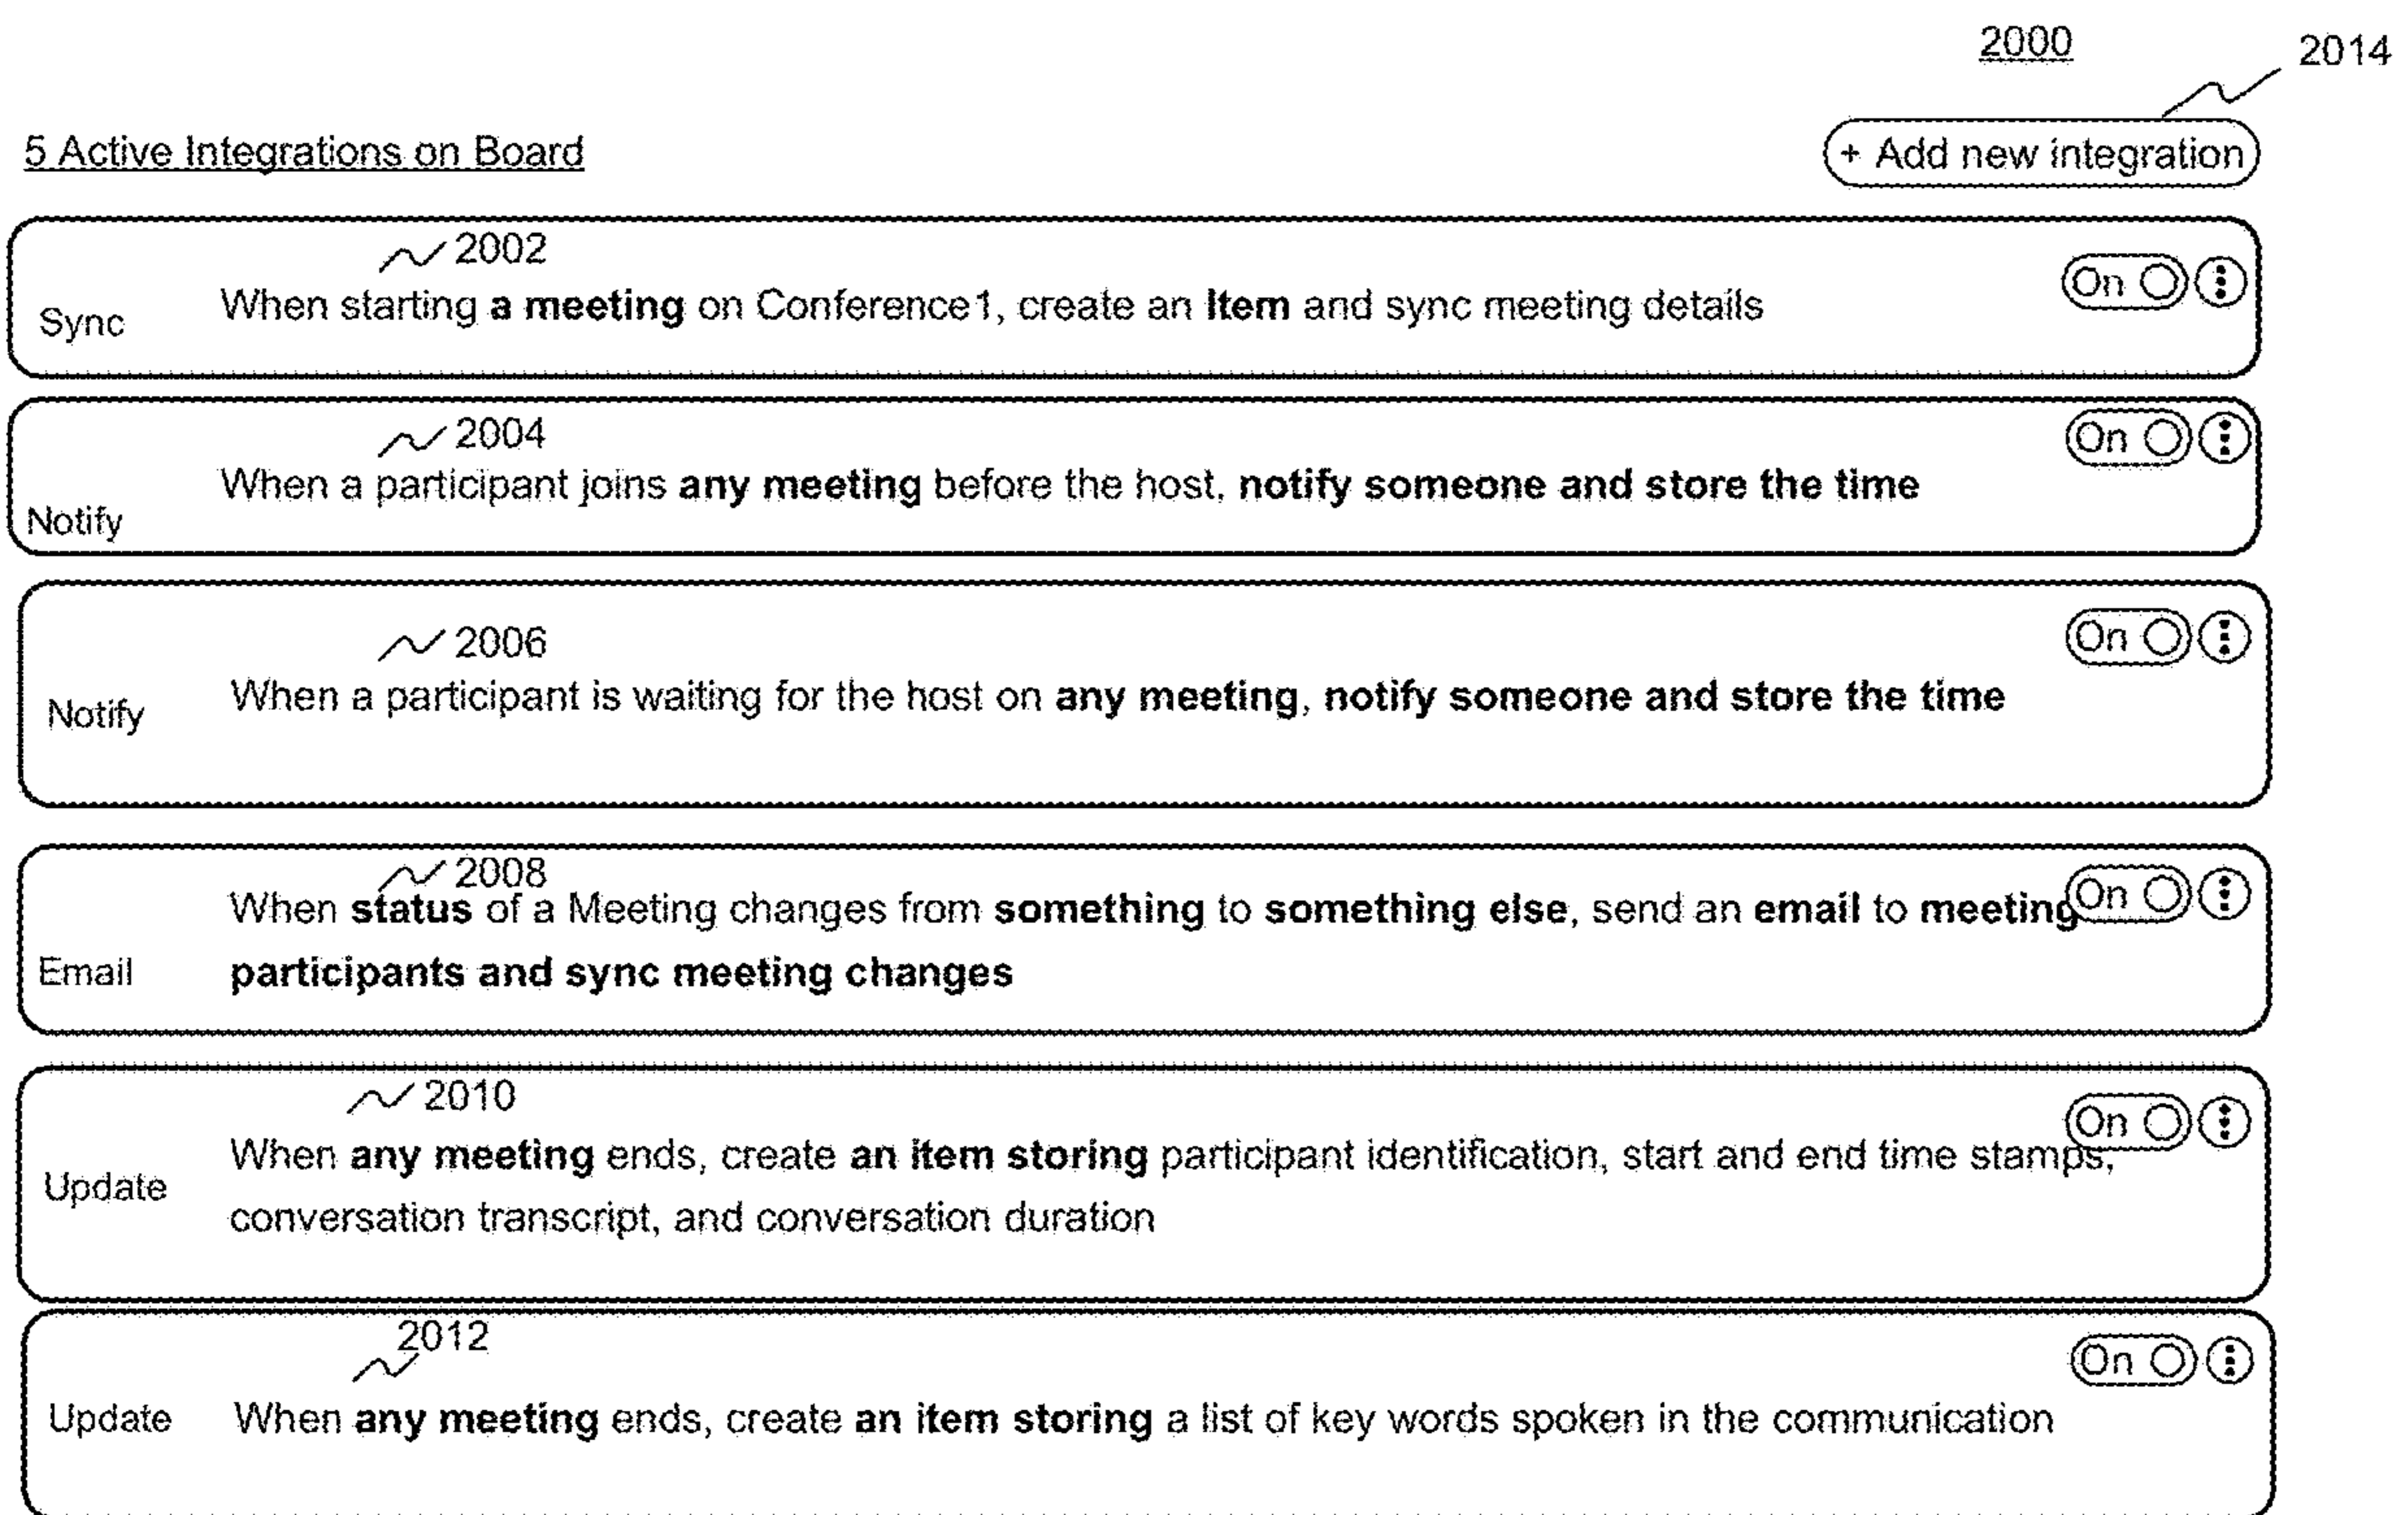 2000
2014
5 Active Integrations on Board
+ Add new integration
2002
On
Sync
When starting a meeting on Conference1, create an Item and sync meeting details
2004
On
When a participant joins any meeting before the host, notify someone and store the time
Notify
2006
On
When a participant is waiting for the host on any meeting, notify someone and store the time
Notify
2008
On
When status of a Meeting changes from something to something else, send an email to meeting
Email
participants and sync meeting changes
2010
On
When any meeting ends, create an item storing participant identification, start and end time stamps,
Update
conversation transcript, and conversation duration
2012
On
Update
When any meeting ends, create an item storing a list of key words spoken in the communication